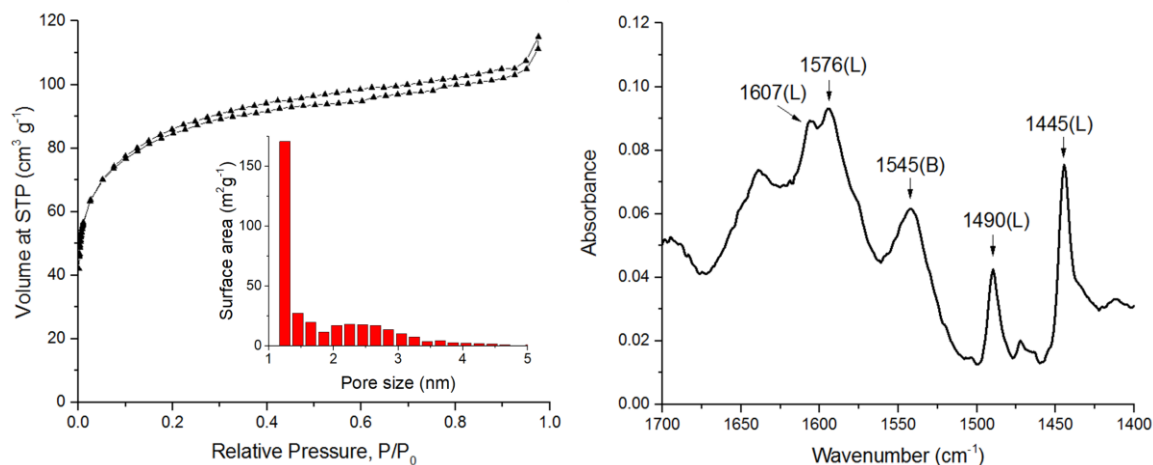 120
100
80
60
40
20
0
0.0 0.2 0.4 0.6 0.8 1.0
Volume at STP (cm³ g⁻¹)
Relative Pressure, P/P₀
150
100
50
0
1 2 3 4 5
Surface area (m²g⁻¹)
Pore size (nm)
0.12
0.10
0.08
0.06
0.04
0.02
0.00
1700 1650 1600 1550 1500 1450 1400
Absorbance
Wavenumber (cm⁻¹)
1576(L)
1607(L)
1545(B)
1490(L)
1445(L)